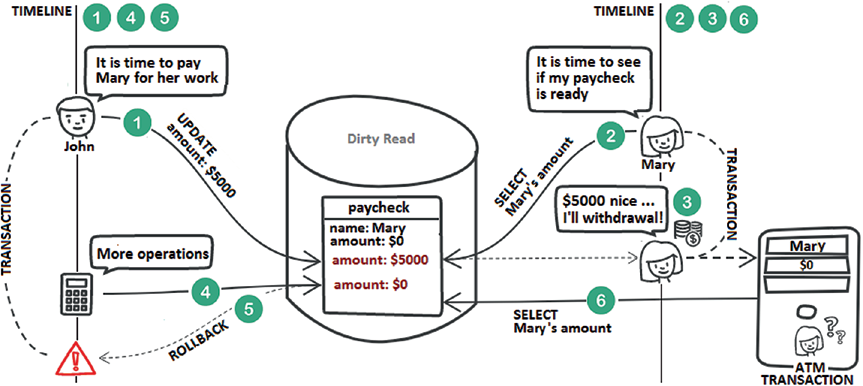 TIMELINE
1 4 5
TIMELINE
2 3 6
It is time to pay
Mary for her work
It is time to see
if my paycheck
is ready
John
1
UPDATE
amount: $5000
Dirty Read
2
SELECT
Mary's amount
Mary
TRANSACTION
$5000 nice ...
I'll withdrawal!
3
$
paycheck
name: Mary
amount: $0
amount: $5000
amount: $0
TRANSACTION
More operations
4
5
ROLLBACK
6
SELECT
Mary's amount
Mary
$0
? ? ?
ATM
TRANSACTION
!